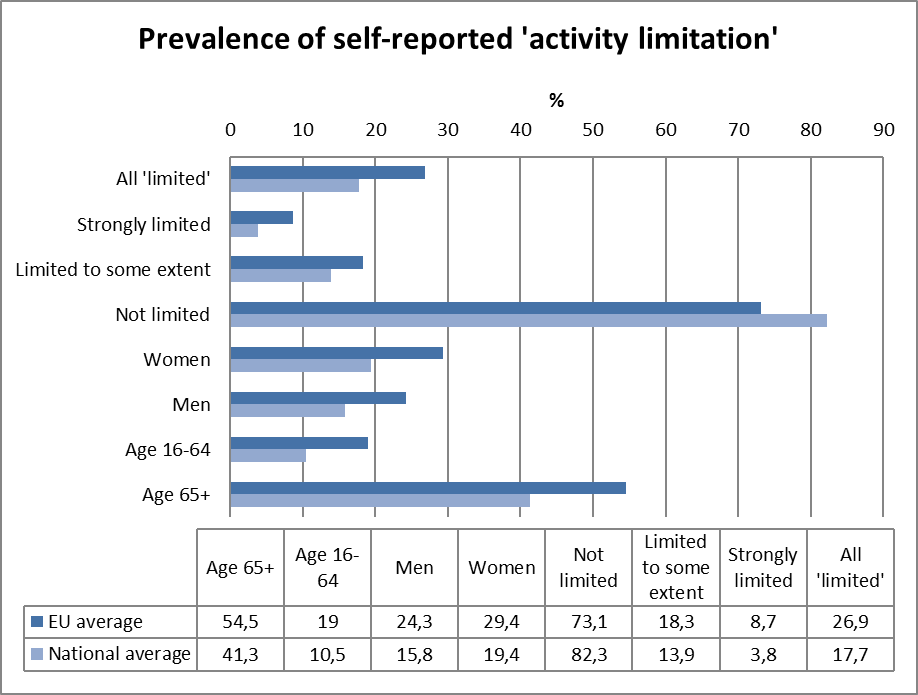 Prevalence of self-reported 'activity limitation'
%
0 10 20 30 40 50 60 70 80 90
All 'limited'
Strongly limited
Limited to some extent
Not limited
Women
Men
Age 16-64
Age 65+
Age 65+ Age 16-64 Men Women Not limited Limited to some extent Strongly limited All 'limited'
EU average 54,5 19 24,3 29,4 73,1 18,3 8,7 26,9
National average 41,3 10,5 15,8 19,4 82,3 13,9 3,8 17,7